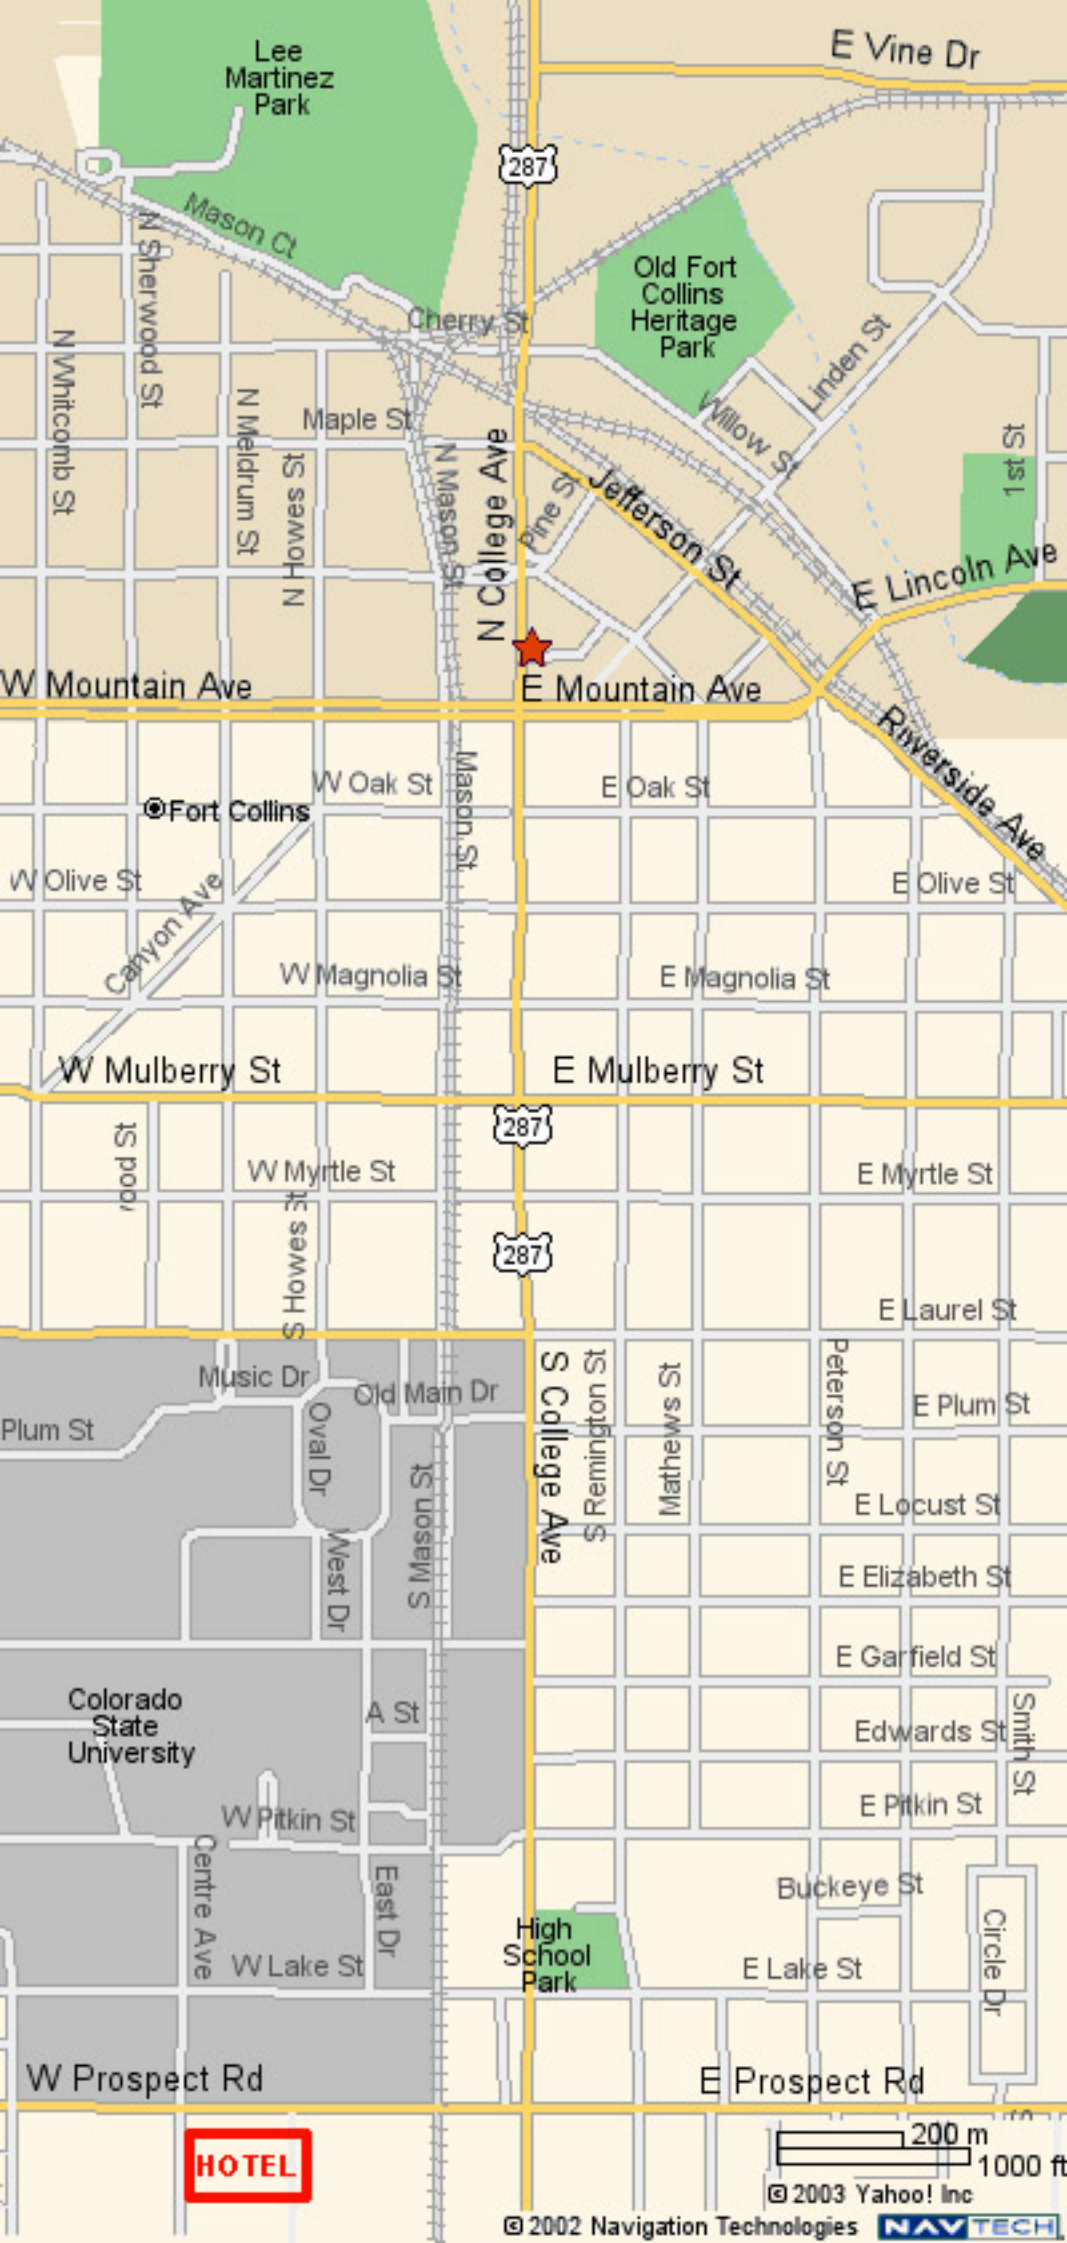 Lee
Martinez
Park
E Vine Dr
287
Mason Ct
N Sherwood St
Old Fort
Collins
Heritage
Park
Cherry St
Linden St
N Whitcomb St
N Meldrum St
Maple St
N Howes St
N Mason St
N College Ave
Pine St
Willow St
Jefferson St
1st St
E Lincoln Ave
W Mountain Ave
E Mountain Ave
Riverside Ave
W Oak St
E Oak St
Mason St
Fort Collins
W Olive St
E Olive St
Canyon Ave
W Magnolia St
E Magnolia St
W Mulberry St
E Mulberry St
287
ood St
W Myrtle St
E Myrtle St
S Howes St
287
E Laurel St
Music Dr
Old Main Dr
Plum St
Oval Dr
S College Ave
S Remington St
Mathews St
Peterson St
E Plum St
S Mason St
E Locust St
West Dr
E Elizabeth St
E Garfield St
Colorado
State
University
A St
Edwards St
Smith St
W Pitkin St
E Pitkin St
Centre Ave
East Dr
Buckeye St
High
School
Park
Circle Dr
W Lake St
E Lake St
W Prospect Rd
E Prospect Rd
S
HOTEL
200 m
1000 ft
© 2003 Yahoo! Inc
© 2002 Navigation Technologies
NAVTECH